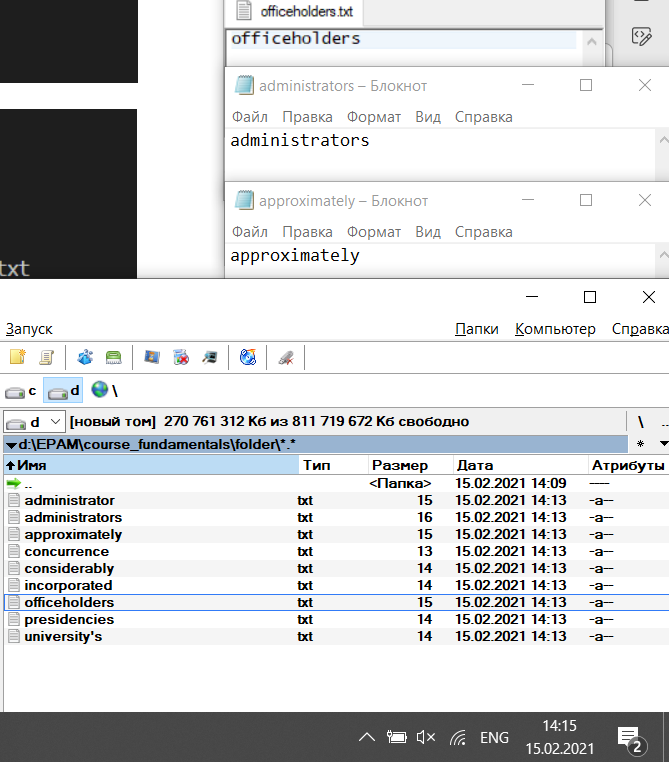 officeholders.txt
officeholders
administrators – Блокнот
Файл Правка Формат Вид Справка
administrators
approximately – Блокнот
Файл Правка Формат Вид Справка
approximately
txt
Запуск Папки Компьютер Справка
c d \
d [новый том] 270 761 312 Кб из 811 719 672 Кб свободно \ ..
d:\EPAM\course_fundamentals\folder\*.* *
Имя Тип Размер Дата Атрибуты
.. <Папка> 15.02.2021 14:09 ----
administrator txt 15 15.02.2021 14:13 -a--
administrators txt 16 15.02.2021 14:13 -a--
approximately txt 15 15.02.2021 14:13 -a--
concurrence txt 13 15.02.2021 14:13 -a--
considerably txt 14 15.02.2021 14:13 -a--
incorporated txt 14 15.02.2021 14:13 -a--
officeholders txt 15 15.02.2021 14:13 -a--
presidencies txt 14 15.02.2021 14:13 -a--
university's txt 14 15.02.2021 14:13 -a--
14:15
ENG
15.02.2021
2